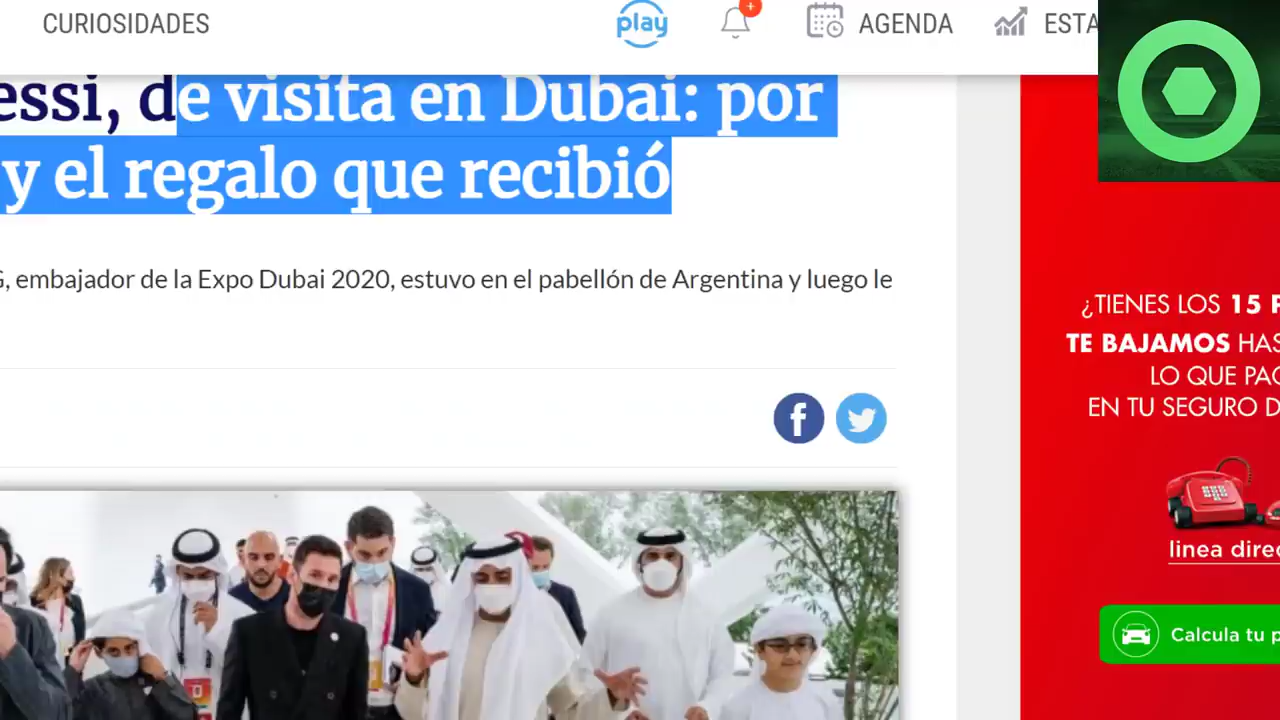 CURIOSIDADES
play
+
AGENDA
ESTA
essi, de visita en Dubai: por
y el regalo que recibió
G, embajador de la Expo Dubai 2020, estuvo en el pabellón de Argentina y luego le
f
¿TIENES LOS 15 P
TE BAJAMOS HAS
LO QUE PAG
EN TU SEGURO D
linea direc
Calcula tu p